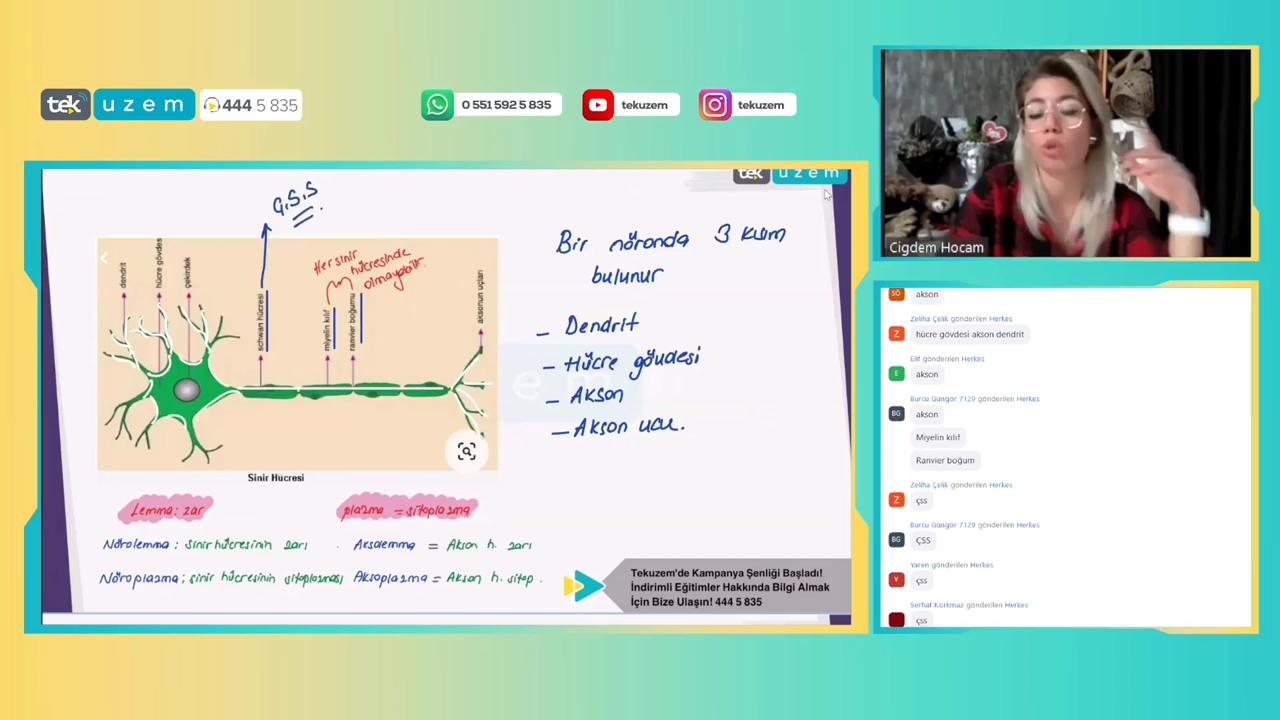 tek uzem 444 5 835
0 551 592 5 835
tekuzem
tekuzem
tek uzem
Ç.S.S.
Her sinir
hücresinde
olmayabilir.
dendrit
hücre gövdes
çekirdek
schwan hücresi
miyelin kılıf
ranvier boğumu
aksonun uçları
Sinir Hücresi
Bir nöronda 3 kısım
bulunur
– Dendrit
– Hücre gövdesi
– Akson
– Akson ucu.
Lemma: zar
plazma = sitoplazma
Nörolemma : sinir hücresinin zarı . Aksolemma = Akson h. zarı
Nöroplazma : sinir hücresinin sitoplazması Aksoplazma = Akson h. sitop.
Tekuzem'de Kampanya Şenliği Başladı!
İndirimli Eğitimler Hakkında Bilgi Almak
İçin Bize Ulaşın! 444 5 835
Cigdem Hocam
SÖ akson
Zeliha Çelik gönderilen Herkes
Z hücre gövdesi akson dendrit
Elif gönderilen Herkes
E akson
Burcu Güngör 7129 gönderilen Herkes
BG akson
Miyelin kılıf
Ranvier boğum
Zeliha Çelik gönderilen Herkes
Z çss
Burcu Güngör 7129 gönderilen Herkes
BG ÇSS
Yaren gönderilen Herkes
Y çss
Serhat Korkmaz gönderilen Herkes
çss